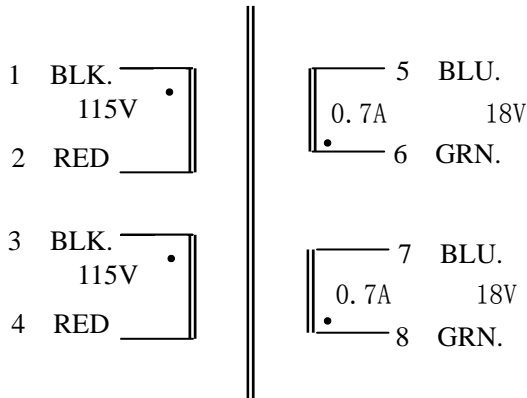 1 BLK.
115V
2 RED
3 BLK.
115V
4 RED
5 BLU.
0.7A 18V
6 GRN.
7 BLU.
0.7A 18V
8 GRN.